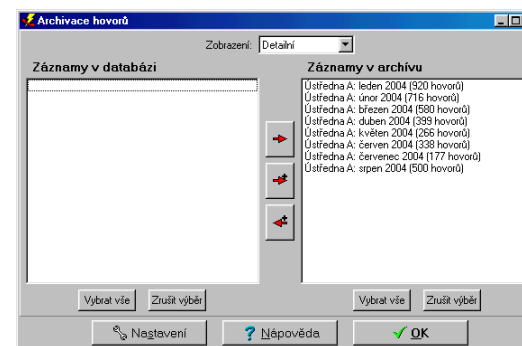 Archivace hovorů
Zobrazení: Detailní
Záznamy v databázi
Záznamy v archívu
Ústředna A: leden 2004 (920 hovorů)
Ústředna A: únor 2004 (716 hovorů)
Ústředna A: březen 2004 (580 hovorů)
Ústředna A: duben 2004 (399 hovorů)
Ústředna A: květen 2004 (266 hovorů)
Ústředna A: červen 2004 (338 hovorů)
Ústředna A: červenec 2004 (177 hovorů)
Ústředna A: srpen 2004 (500 hovorů)
Vybrat vše Zrušit výběr Vybrat vše Zrušit výběr
Nastavení ? Nápověda OK